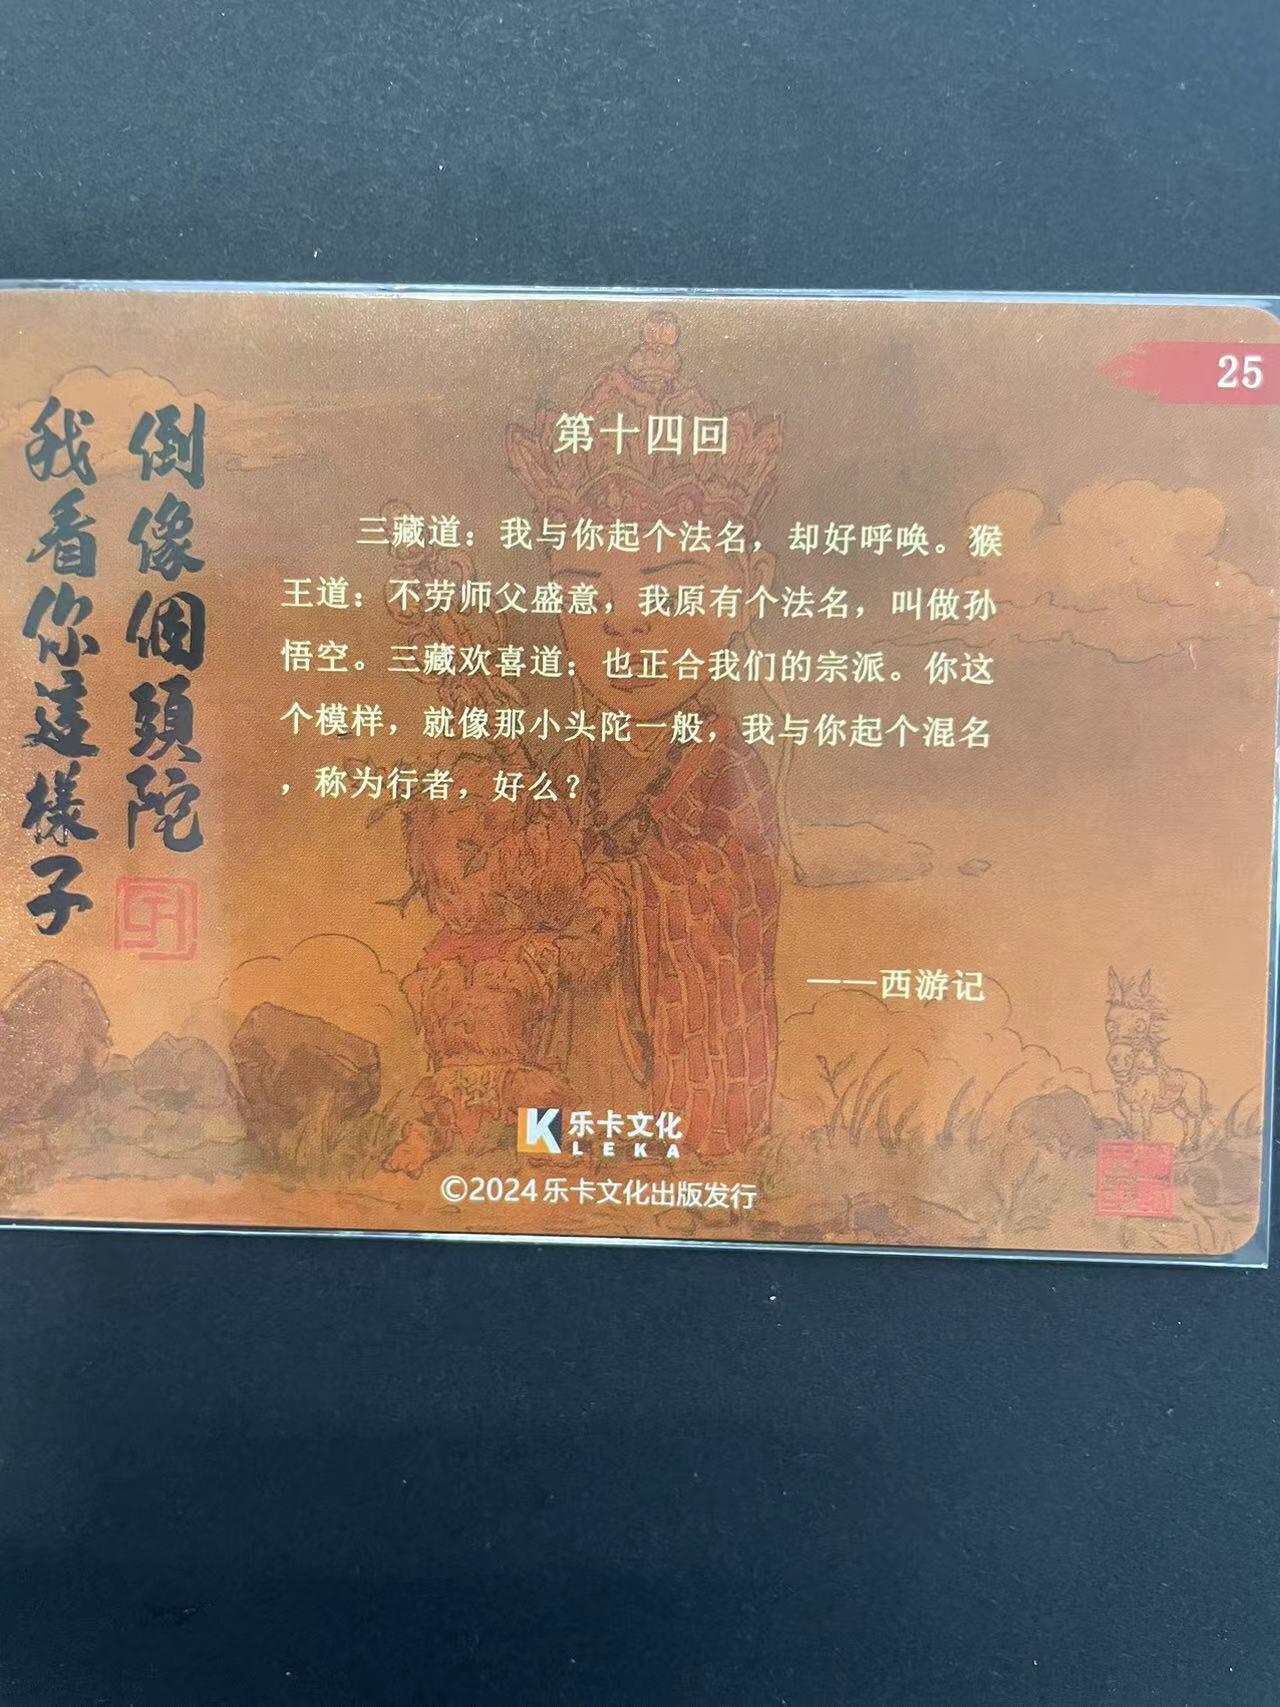 25
倒像個頭陀
我看你這樣子
第十四回
三藏道：我与你起个法名，却好呼唤。猴
王道：不劳师父盛意，我原有个法名，叫做孙
悟空。三藏欢喜道：也正合我们的宗派。你这
个模样，就像那小头陀一般，我与你起个混名
，称为行者，好么？
——西游记
K 乐卡文化
LEKA
©2024乐卡文化出版发行